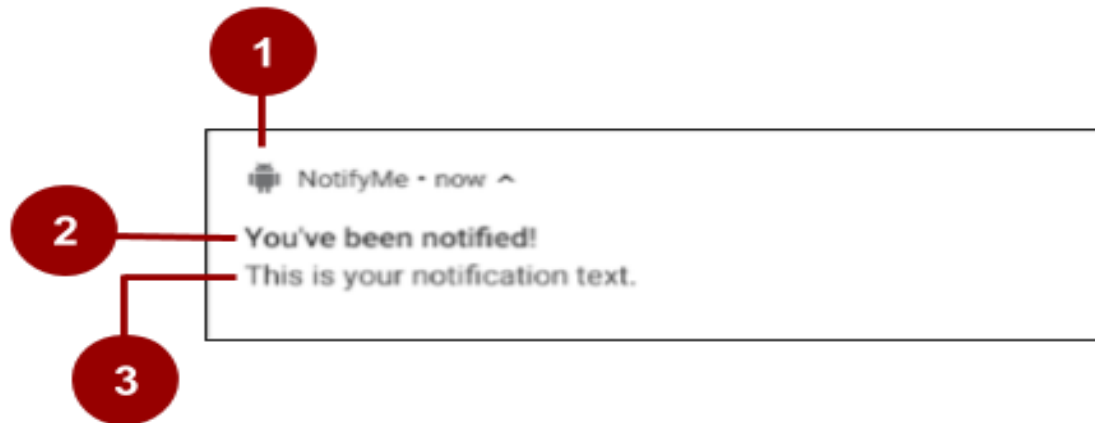 1
NotifyMe • now ^
2
You've been notified!
This is your notification text.
3